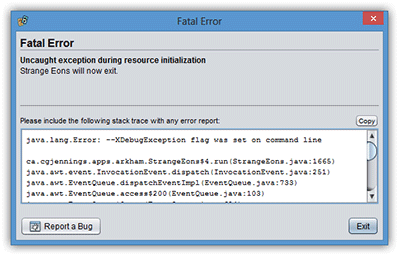 Fatal Error
Fatal Error
Uncaught exception during resource initialization
Strange Eons will now exit.
Please include the following stack trace with any error report:
Copy
java.lang.Error: --XDebugException flag was set on command line
ca.cgjennings.apps.arkham.StrangeEons$4.run(StrangeEons.java:1665)
java.awt.event.InvocationEvent.dispatch(InvocationEvent.java:251)
java.awt.EventQueue.dispatchEventImpl(EventQueue.java:733)
java.awt.EventQueue.access$200(EventQueue.java:103)
Report a Bug
Exit